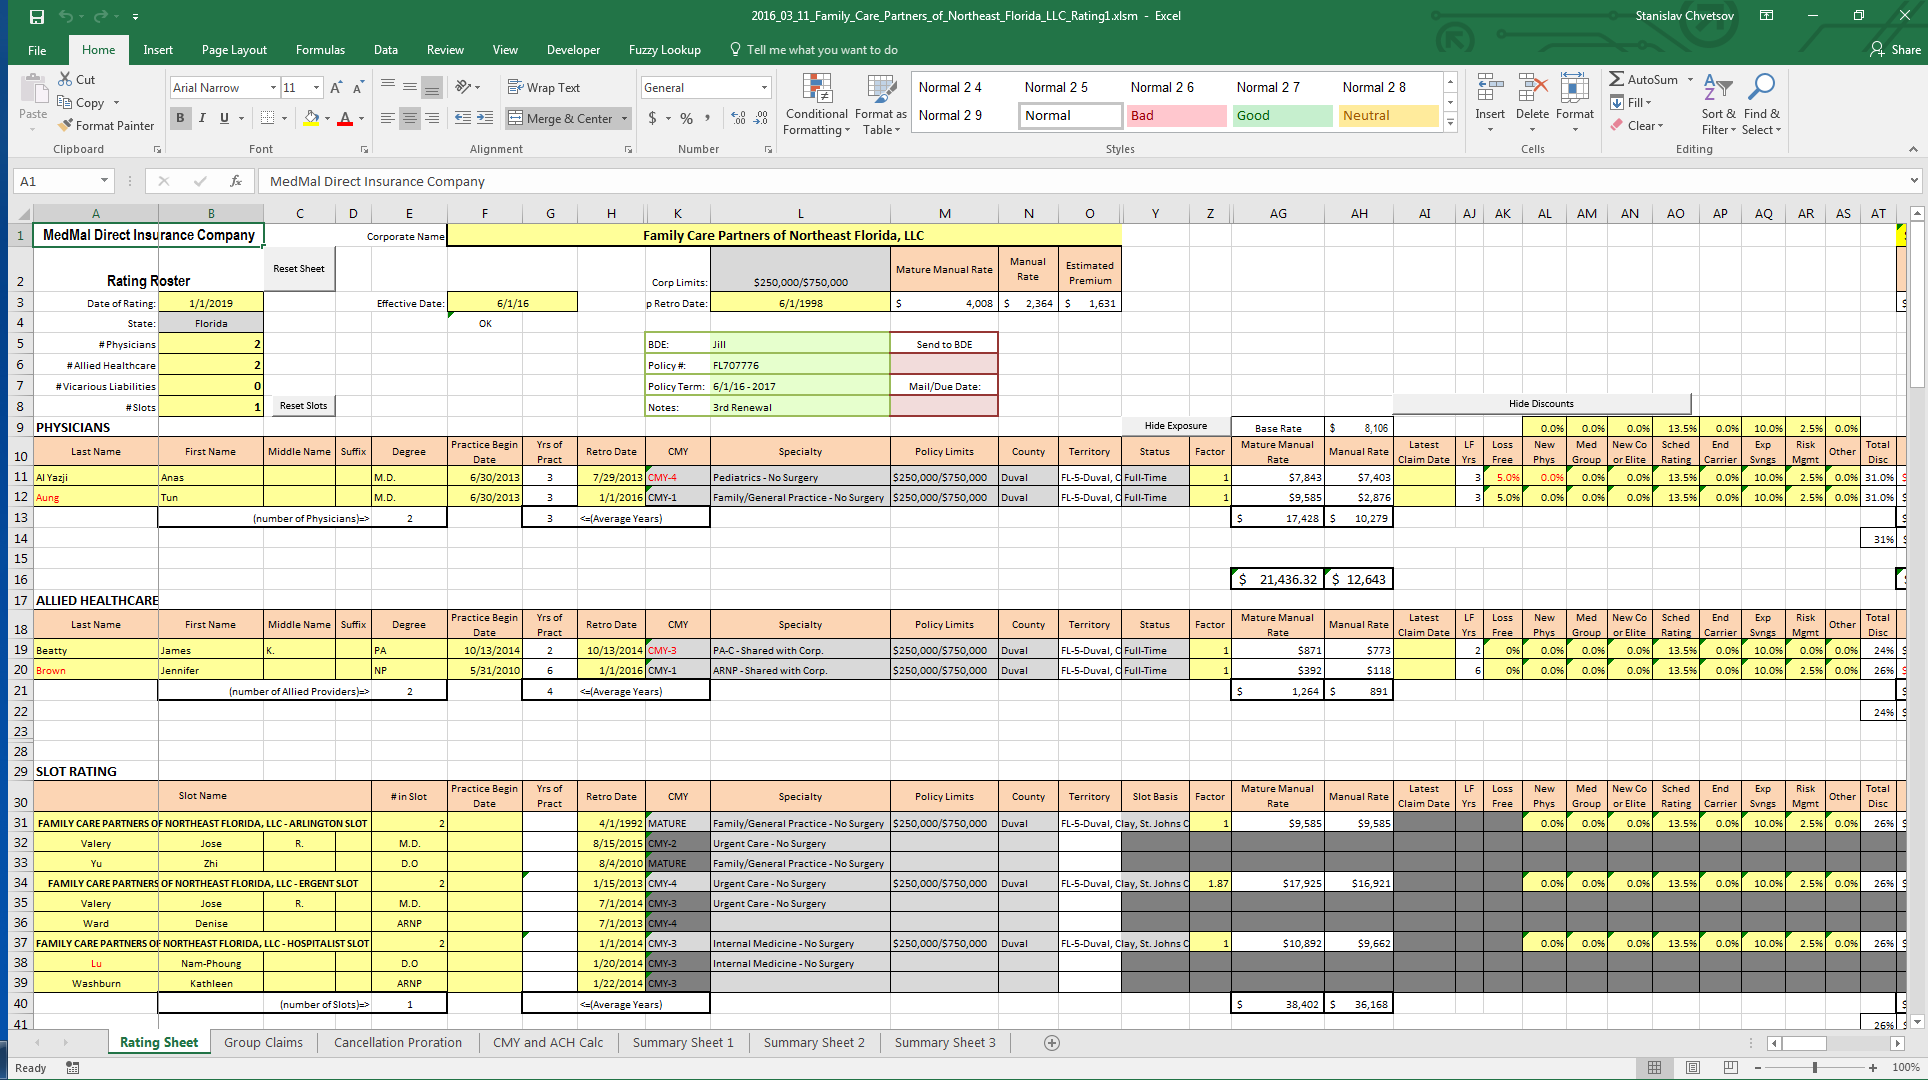 2016_03_11_Family_Care_Partners_of_Northeast_Florida_LLC_Rating1.xlsm - Excel
Stanislav Chvetsov
File Home Insert Page Layout Formulas Data Review View Developer Fuzzy Lookup Tell me what you want to do Share
Paste Cut Copy Format Painter
Arial Narrow 11
Wrap Text
Merge & Center
General
Conditional Formatting Format as Table
Normal 2 4 Normal 2 5 Normal 2 6 Normal 2 7 Normal 2 8
Normal 2 9 Normal Bad Good Neutral
Insert Delete Format
AutoSum Fill Clear
Sort & Filter Find & Select
Clipboard Font Alignment Number Styles Cells Editing
A1 fx MedMal Direct Insurance Company
A B C D E F G H K L M N O Y Z AG AH AI AJ AK AL AM AN AO AP AQ AR AS AT
1 MedMal Direct Insurance Company Corporate Name Family Care Partners of Northeast Florida, LLC
2 Rating Roster Reset Sheet Corp Limits: $250,000/$750,000 Mature Manual Rate Manual Rate Estimated Premium
3 Date of Rating: 1/1/2019 Effective Date: 6/1/16 p Retro Date: 6/1/1998 $ 4,008 $ 2,364 $ 1,631
4 State: Florida OK
5 # Physicians 2 BDE: Jill Send to BDE
6 # Allied Healthcare 2 Policy #: FL707776
7 # Vicarious Liabilities 0 Policy Term: 6/1/16 - 2017 Mail/Due Date:
8 # Slots 1 Reset Slots Notes: 3rd Renewal Hide Discounts
9 PHYSICIANS Hide Exposure Base Rate $ 8,106 0.0% 0.0% 0.0% 13.5% 0.0% 10.0% 2.5% 0.0%
10 Last Name First Name Middle Name Suffix Degree Practice Begin Date Yrs of Pract Retro Date CMY Specialty Policy Limits County Territory Status Factor Mature Manual Rate Manual Rate Latest Claim Date LF Yrs Loss Free New Phys Med Group New Co or Elite Sched Rating End Carrier Exp Svngs Risk Mgmt Other Total Disc
11 Al Yazji Anas M.D. 6/30/2013 3 7/29/2013 CMY-4 Pediatrics - No Surgery $250,000/$750,000 Duval FL-5-Duval, C Full-Time 1 $7,843 $7,403 3 5.0% 0.0% 0.0% 0.0% 13.5% 0.0% 10.0% 2.5% 0.0% 31.0%
12 Aung Tun M.D. 6/30/2013 3 1/1/2016 CMY-1 Family/General Practice - No Surgery $250,000/$750,000 Duval FL-5-Duval, C Full-Time 1 $9,585 $2,876 3 5.0% 0.0% 0.0% 0.0% 13.5% 0.0% 10.0% 2.5% 0.0% 31.0%
13 (number of Physicians)=> 2 3 <=(Average Years) $ 17,428 $ 10,279
14 31%
15
16 $ 21,436.32 $ 12,643
17 ALLIED HEALTHCARE
18 Last Name First Name Middle Name Suffix Degree Practice Begin Date Yrs of Pract Retro Date CMY Specialty Policy Limits County Territory Status Factor Mature Manual Rate Manual Rate Latest Claim Date LF Yrs Loss Free New Phys Med Group New Co or Elite Sched Rating End Carrier Exp Svngs Risk Mgmt Other Total Disc
19 Beatty James K. PA 10/13/2014 2 10/13/2014 CMY-3 PA-C - Shared with Corp. $250,000/$750,000 Duval FL-5-Duval, C Full-Time 1 $871 $773 2 0% 0.0% 0.0% 0.0% 13.5% 0.0% 10.0% 0.0% 0.0% 24%
20 Brown Jennifer NP 5/31/2010 6 1/1/2016 CMY-1 ARNP - Shared with Corp. $250,000/$750,000 Duval FL-5-Duval, C Full-Time 1 $392 $118 6 0% 0.0% 0.0% 0.0% 13.5% 0.0% 10.0% 2.5% 0.0% 26%
21 (number of Allied Providers)=> 2 4 <=(Average Years) $ 1,264 $ 891
22 24%
23
28
29 SLOT RATING
30 Slot Name # in Slot Practice Begin Date Yrs of Pract Retro Date CMY Specialty Policy Limits County Territory Slot Basis Factor Mature Manual Rate Manual Rate Latest Claim Date LF Yrs Loss Free New Phys Med Group New Co or Elite Sched Rating End Carrier Exp Svngs Risk Mgmt Other Total Disc
31 FAMILY CARE PARTNERS OF NORTHEAST FLORIDA, LLC - ARLINGTON SLOT 2 4/1/1992 MATURE Family/General Practice - No Surgery $250,000/$750,000 Duval FL-5-Duval, Clay, St. Johns C 1 $9,585 $9,585 0.0% 0.0% 0.0% 13.5% 0.0% 10.0% 2.5% 0.0% 26%
32 Valery Jose R. M.D. 8/15/2015 CMY-2 Urgent Care - No Surgery
33 Yu Zhi D.O 8/4/2010 MATURE Family/General Practice - No Surgery
34 FAMILY CARE PARTNERS OF NORTHEAST FLORIDA, LLC - ERGENT SLOT 2 1/15/2013 CMY-4 Urgent Care - No Surgery $250,000/$750,000 Duval FL-5-Duval, Clay, St. Johns C 1.87 $17,925 $16,921 0.0% 0.0% 0.0% 13.5% 0.0% 10.0% 2.5% 0.0% 26%
35 Valery Jose R. M.D. 7/1/2014 CMY-3 Urgent Care - No Surgery
36 Ward Denise ARNP 7/1/2013 CMY-4
37 FAMILY CARE PARTNERS OF NORTHEAST FLORIDA, LLC - HOSPITALIST SLOT 2 1/1/2014 CMY-3 Internal Medicine - No Surgery $250,000/$750,000 Duval FL-5-Duval, Clay, St. Johns C 1 $10,892 $9,662 0.0% 0.0% 0.0% 13.5% 0.0% 10.0% 2.5% 0.0% 26%
38 Lu Nam-Phoung D.O 1/20/2014 CMY-3 Internal Medicine - No Surgery
39 Washburn Kathleen ARNP 1/22/2014 CMY-3
40 (number of Slots)=> 1 <=(Average Years) $ 38,402 $ 36,168
41 26%
Rating Sheet Group Claims Cancellation Proration CMY and ACH Calc Summary Sheet 1 Summary Sheet 2 Summary Sheet 3
Ready 100%